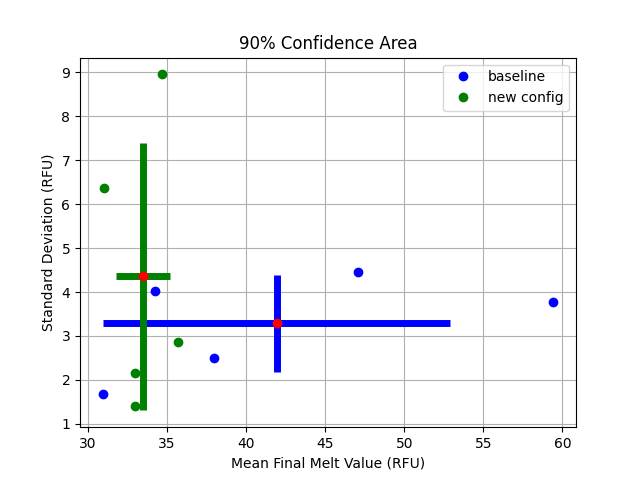 90% Confidence Area
baseline
new config
Standard Deviation (RFU)
9
8
7
6
5
4
3
2
1
30 35 40 45 50 55 60
Mean Final Melt Value (RFU)